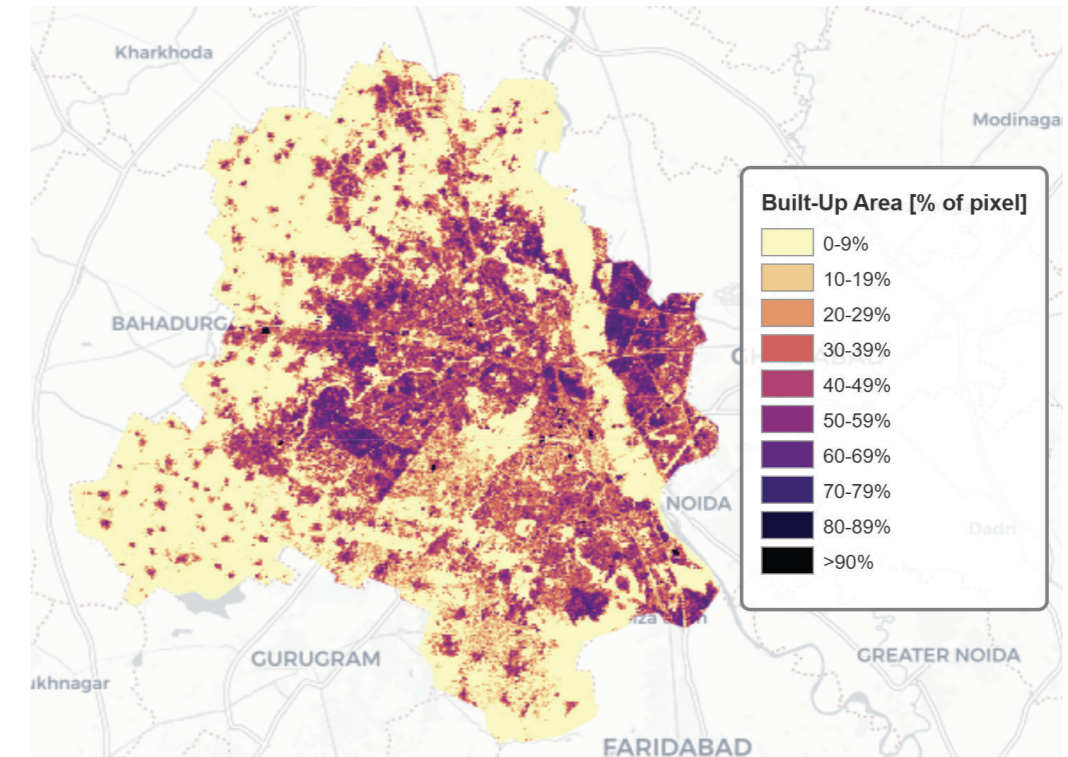 Kharkhoda
Modinaga
Built-Up Area [% of pixel]
0-9%
10-19%
20-29%
BAHADURG
30-39%
40-49%
50-59%
60-69%
70-79%
NOIDA
80-89%
Dadri
>90%
GURUGRAM
GREATER NOIDA
ukhnagar
FARIDABAD